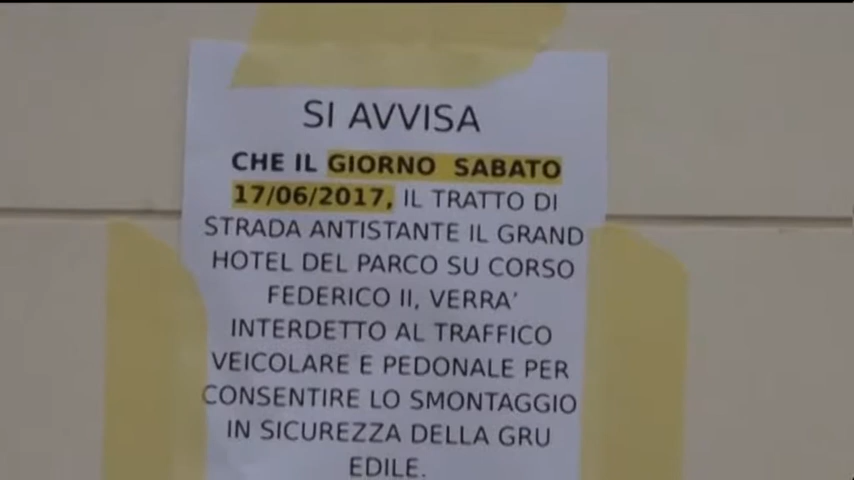 SI AVVISA
CHE IL GIORNO SABATO
17/06/2017, IL TRATTO DI
STRADA ANTISTANTE IL GRAND
HOTEL DEL PARCO SU CORSO
FEDERICO II, VERRA'
INTERDETTO AL TRAFFICO
VEICOLARE E PEDONALE PER
CONSENTIRE LO SMONTAGGIO
IN SICUREZZA DELLA GRU
EDILE.